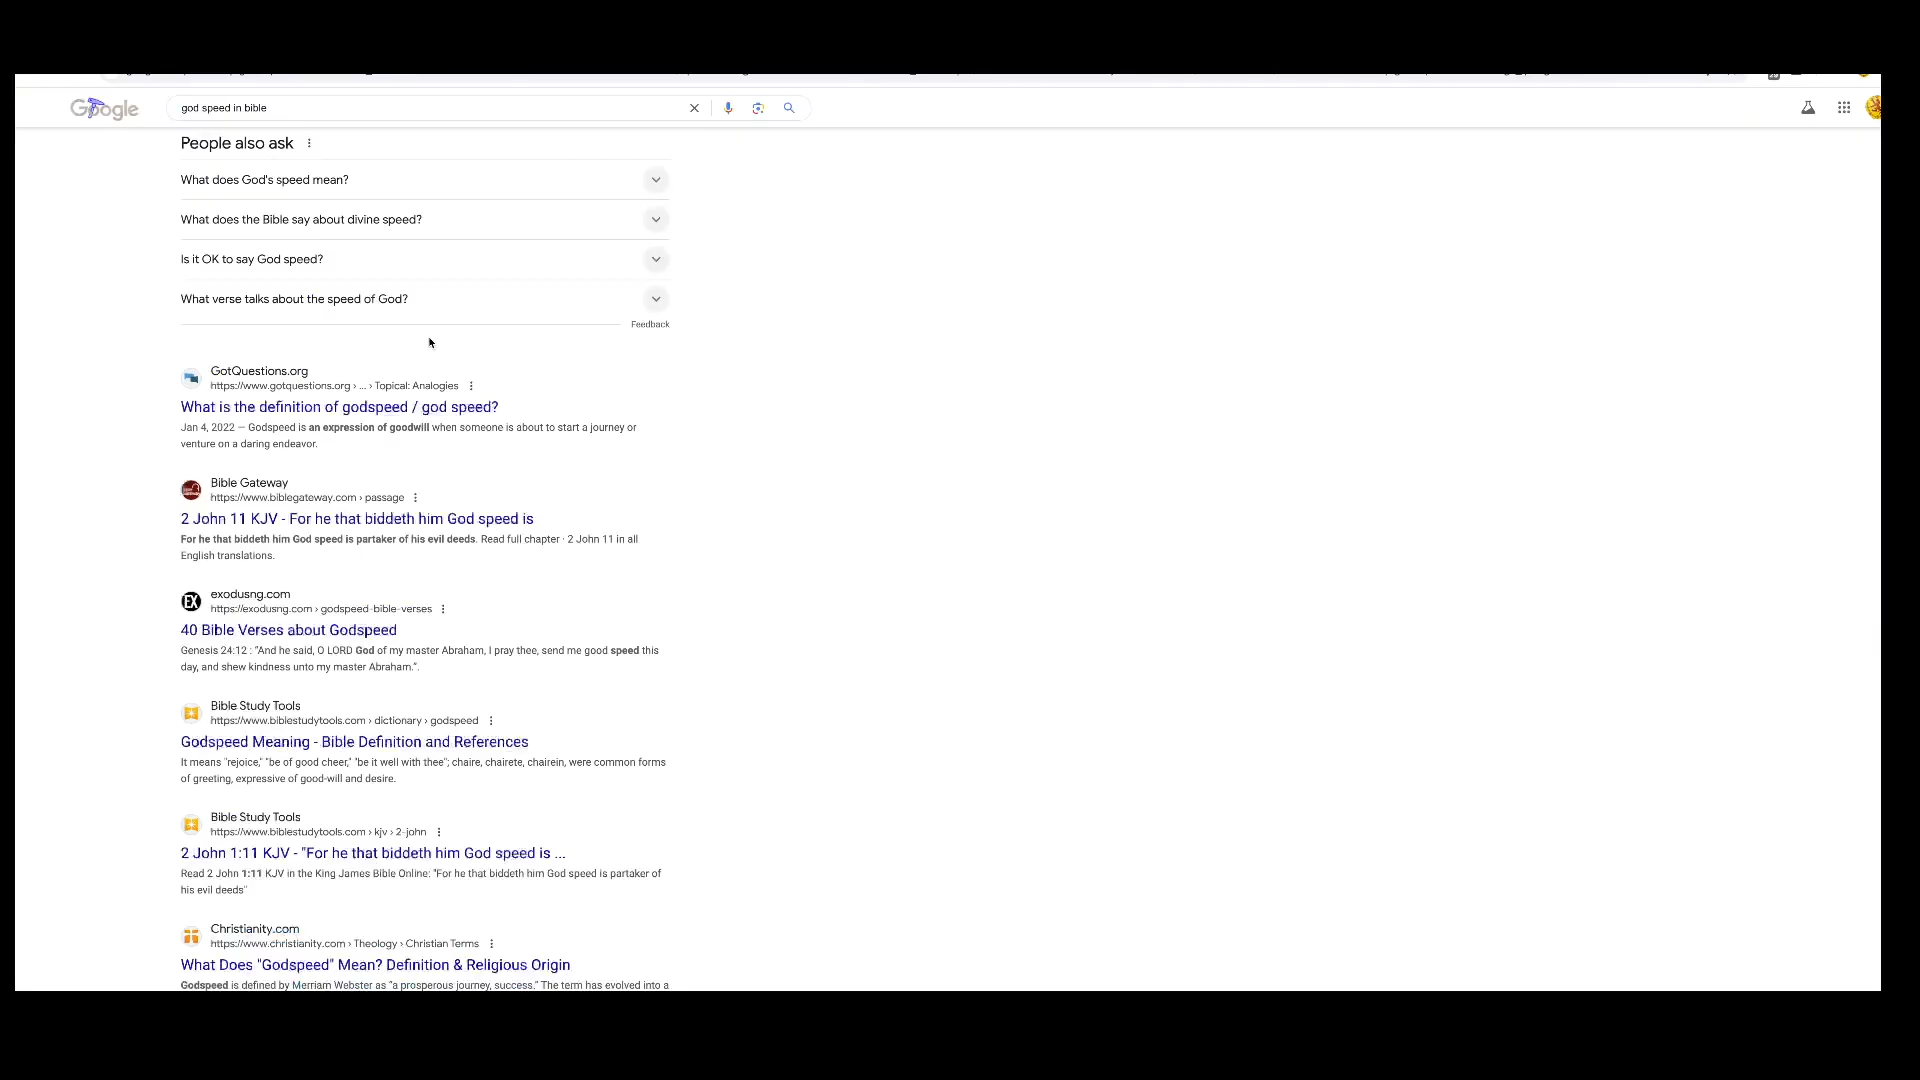 Google
god speed in bible
People also ask
What does God's speed mean?
What does the Bible say about divine speed?
Is it OK to say God speed?
What verse talks about the speed of God?
Feedback
GotQuestions.org
https://www.gotquestions.org › ... › Topical: Analogies
What is the definition of godspeed / god speed?
Jan 4, 2022 — Godspeed is an expression of goodwill when someone is about to start a journey or
venture on a daring endeavor.
Bible Gateway
https://www.biblegateway.com › passage
2 John 11 KJV - For he that biddeth him God speed is
For he that biddeth him God speed is partaker of his evil deeds. Read full chapter · 2 John 11 in all
English translations.
EX
exodusng.com
https://exodusng.com › godspeed-bible-verses
40 Bible Verses about Godspeed
Genesis 24:12 : "And he said, O LORD God of my master Abraham, I pray thee, send me good speed this
day, and shew kindness unto my master Abraham.".
Bible Study Tools
https://www.biblestudytools.com › dictionary › godspeed
Godspeed Meaning - Bible Definition and References
It means "rejoice," "be of good cheer," "be it well with thee"; chaire, chairete, chairein, were common forms
of greeting, expressive of good-will and desire.
Bible Study Tools
https://www.biblestudytools.com › kjv › 2-john
2 John 1:11 KJV - "For he that biddeth him God speed is ...
Read 2 John 1:11 KJV in the King James Bible Online: "For he that biddeth him God speed is partaker of
his evil deeds"
Christianity.com
https://www.christianity.com › Theology › Christian Terms
What Does "Godspeed" Mean? Definition & Religious Origin
Godspeed is defined by Merriam Webster as "a prosperous journey, success." The term has evolved into a